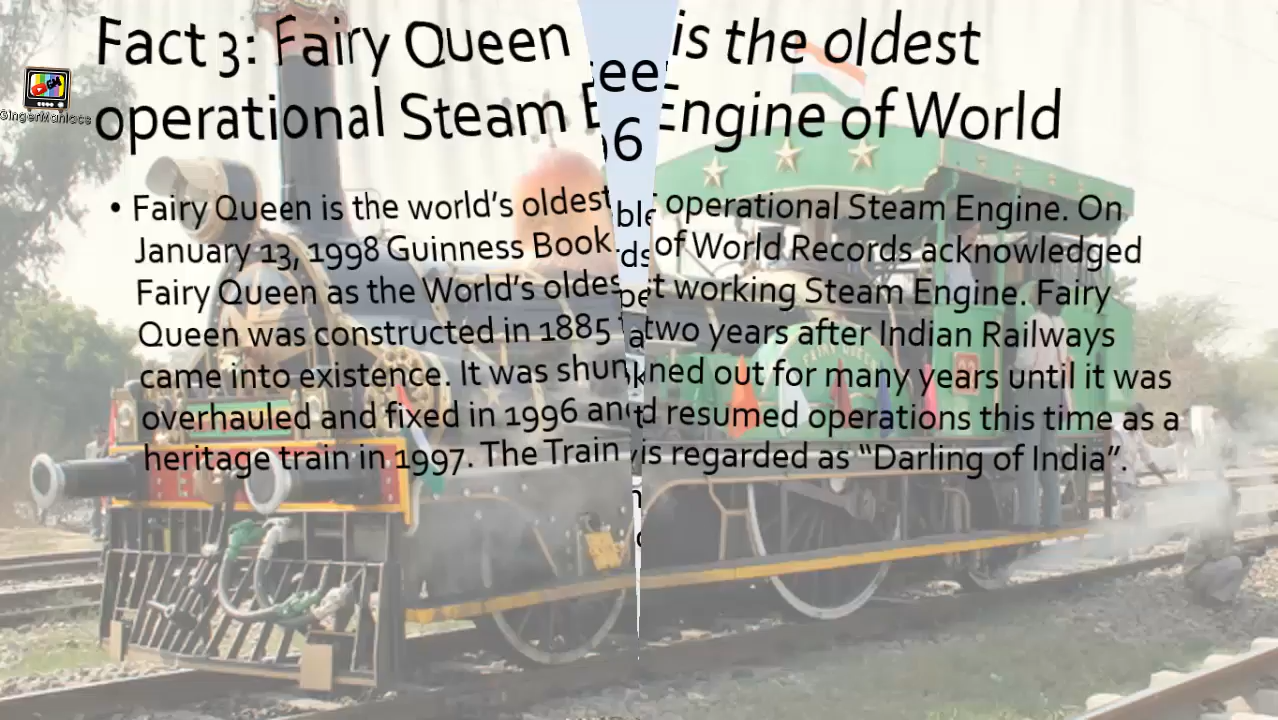 Fact 3: Fairy Queen is the oldest
operational Steam Engine of World
• Fairy Queen is the world's oldest operational Steam Engine. On
January 13, 1998 Guinness Book of World Records acknowledged
Fairy Queen as the World's oldest working Steam Engine. Fairy
Queen was constructed in 1885 two years after Indian Railways
came into existence. It was shunned out for many years until it was
overhauled and fixed in 1996 and resumed operations this time as a
heritage train in 1997. The Train is regarded as “Darling of India”.
GingerManiacs
FAIRY QUEEN